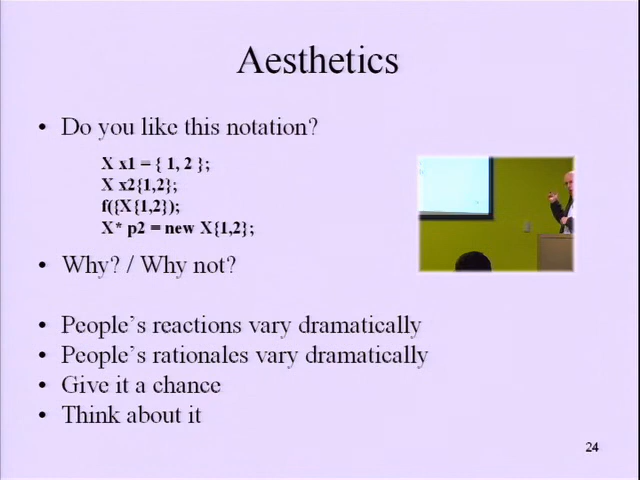 Aesthetics
• Do you like this notation?
X x1 = { 1, 2 };
X x2{1,2};
f({X{1,2});
X* p2 = new X{1,2};
• Why? / Why not?
• People's reactions vary dramatically
• People's rationales vary dramatically
• Give it a chance
• Think about it
24